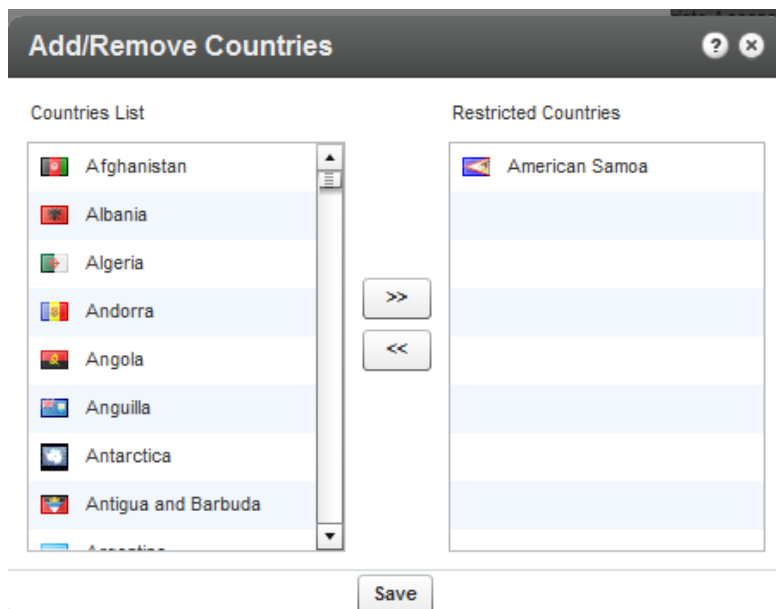 Add/Remove Countries
?
Countries List
Restricted Countries
Afghanistan
American Samoa
Albania
Algeria
Andorra
>>
<<
Angola
Anguilla
Antarctica
Antigua and Barbuda
Save